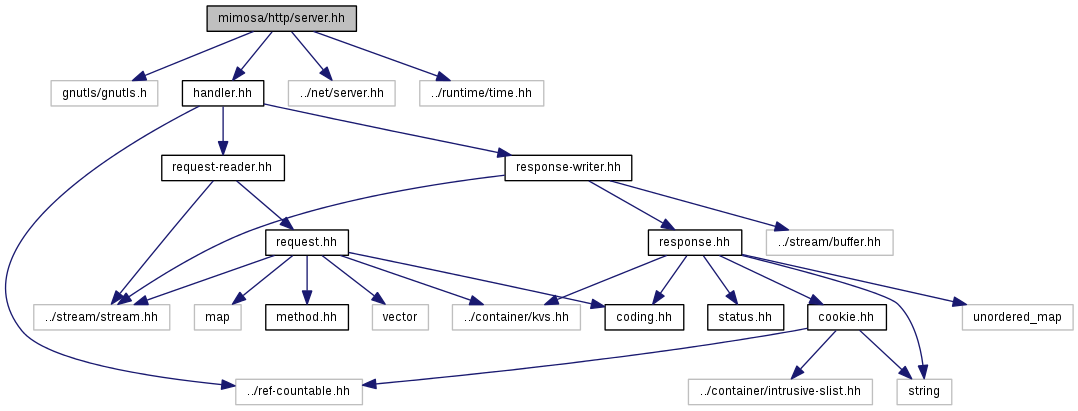 mimosa/http/server.hh
gnutls/gnutls.h
handler.hh
../net/server.hh
../runtime/time.hh
request-reader.hh
response-writer.hh
request.hh
response.hh
../stream/buffer.hh
../stream/stream.hh
map
method.hh
vector
../container/kvs.hh
coding.hh
status.hh
cookie.hh
unordered_map
../ref-countable.hh
../container/intrusive-slist.hh
string